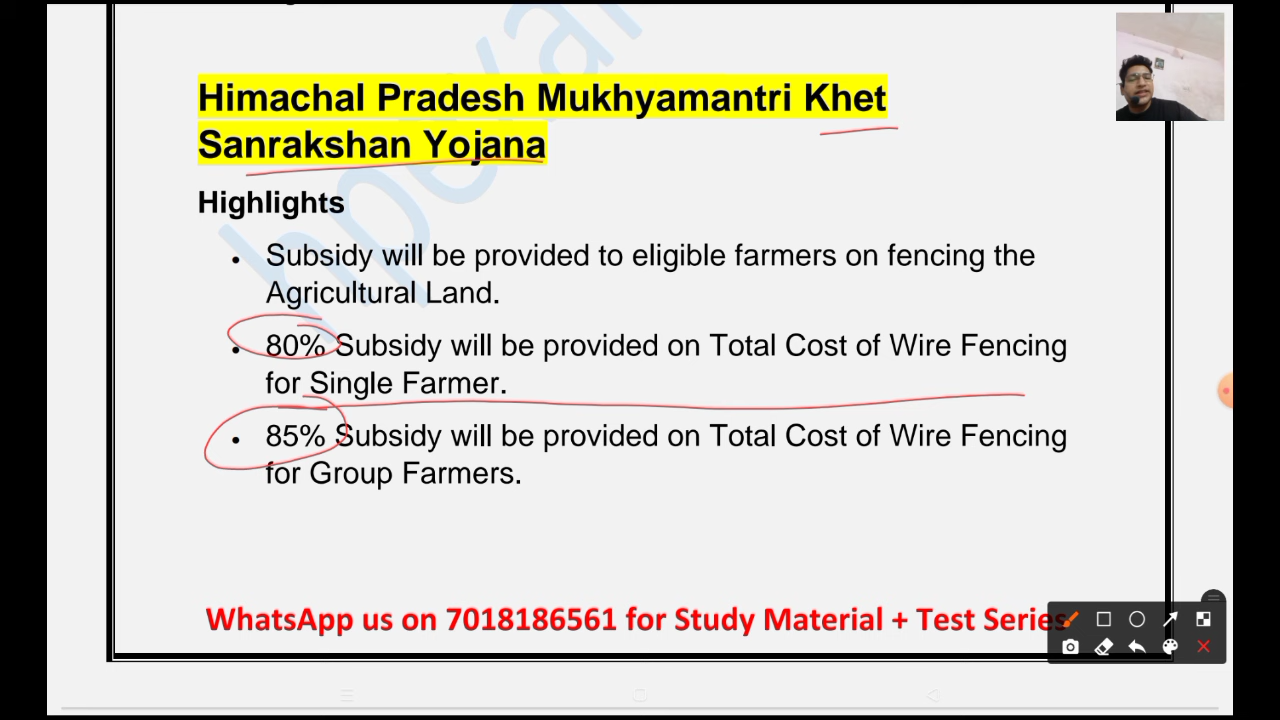 Himachal Pradesh Mukhyamantri Khet
Sanrakshan Yojana
Highlights
• Subsidy will be provided to eligible farmers on fencing the
Agricultural Land.
• 80% Subsidy will be provided on Total Cost of Wire Fencing
for Single Farmer.
• 85% Subsidy will be provided on Total Cost of Wire Fencing
for Group Farmers.
WhatsApp us on 7018186561 for Study Material + Test Series